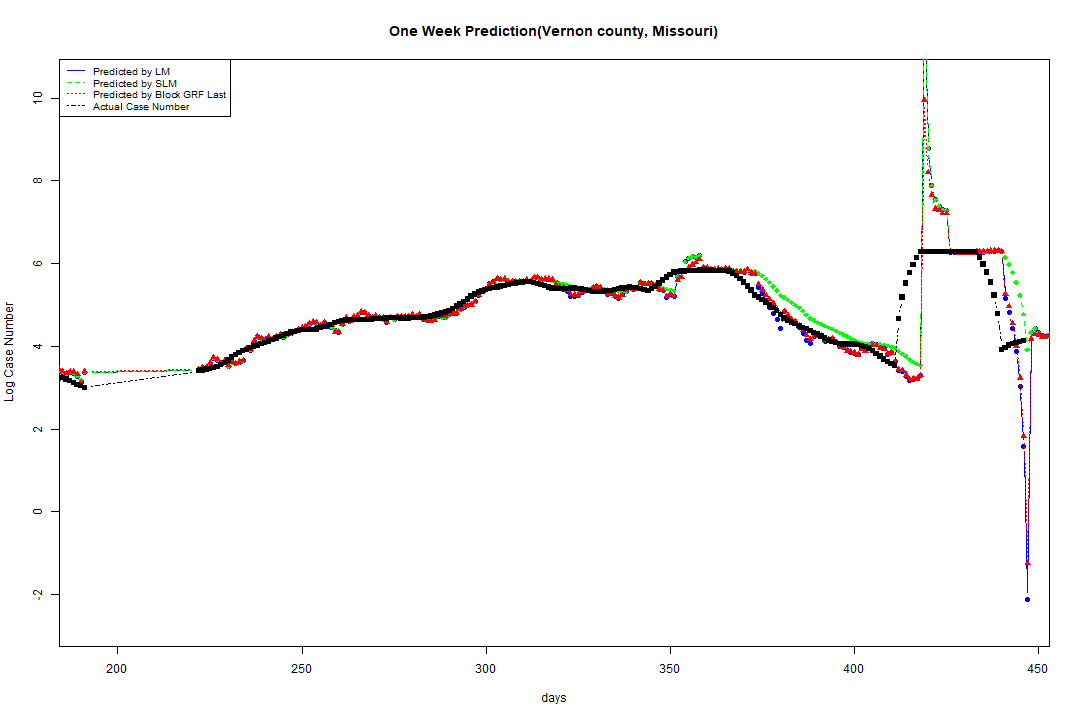 One Week Prediction(Vernon county, Missouri)
Predicted by LM
Predicted by SLM
Predicted by Block GRF Last
Actual Case Number
Log Case Number
10
8
6
4
2
0
-2
200 250 300 350 400 450
days